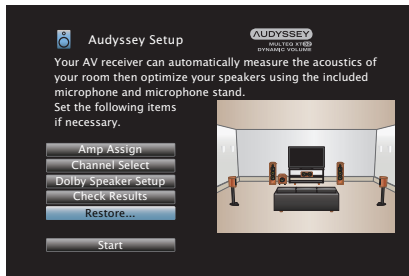 Audyssey Setup
AUDYSSEY
MULTEQ XT32
DYNAMIC VOLUME
Your AV receiver can automatically measure the acoustics of
your room then optimize your speakers using the included
microphone and microphone stand.
Set the following items
if necessary.
Amp Assign
Channel Select
Dolby Speaker Setup
Check Results
Restore...
Start